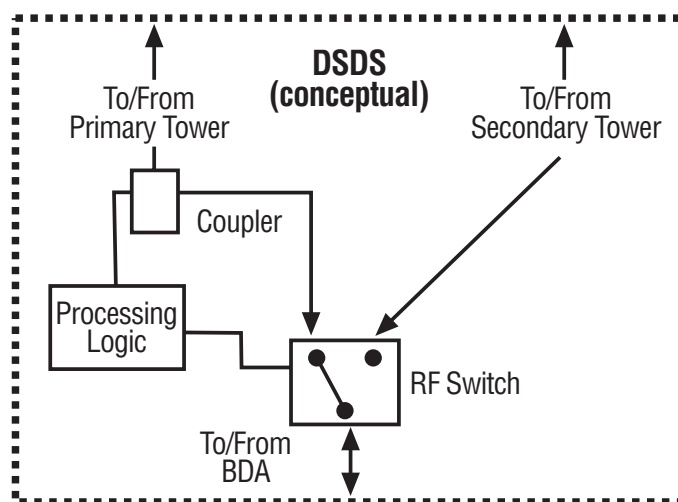 DSDS
(conceptual)
To/From
Primary Tower
To/From
Secondary Tower
Coupler
Processing
Logic
RF Switch
To/From
BDA